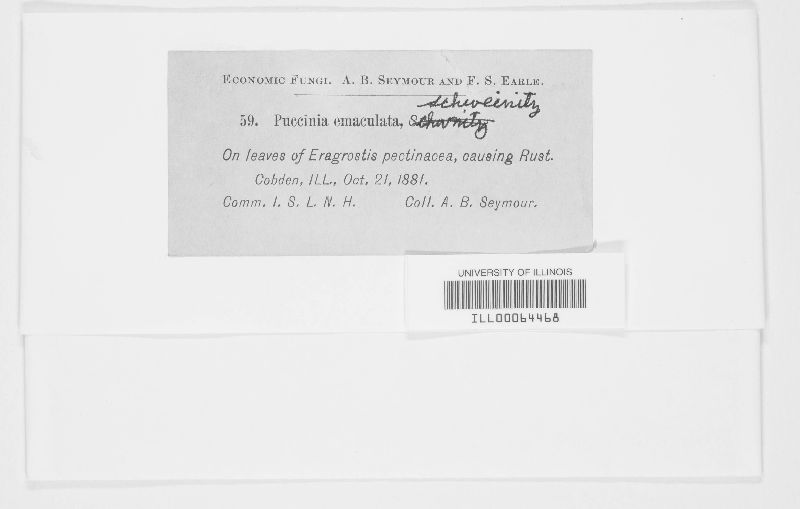 ECONOMIC FUNGI. A. B. SEYMOUR AND F. S. EARLE.
schweinitz
59. Puccinia emaculata,
On leaves of Eragrostis pectinacea, causing Rust.
Cobden, ILL., Oct. 21, 1881.
Comm. I. S. L. N. H. Coll. A. B. Seymour.
UNIVERSITY OF ILLINOIS
ILL00064468